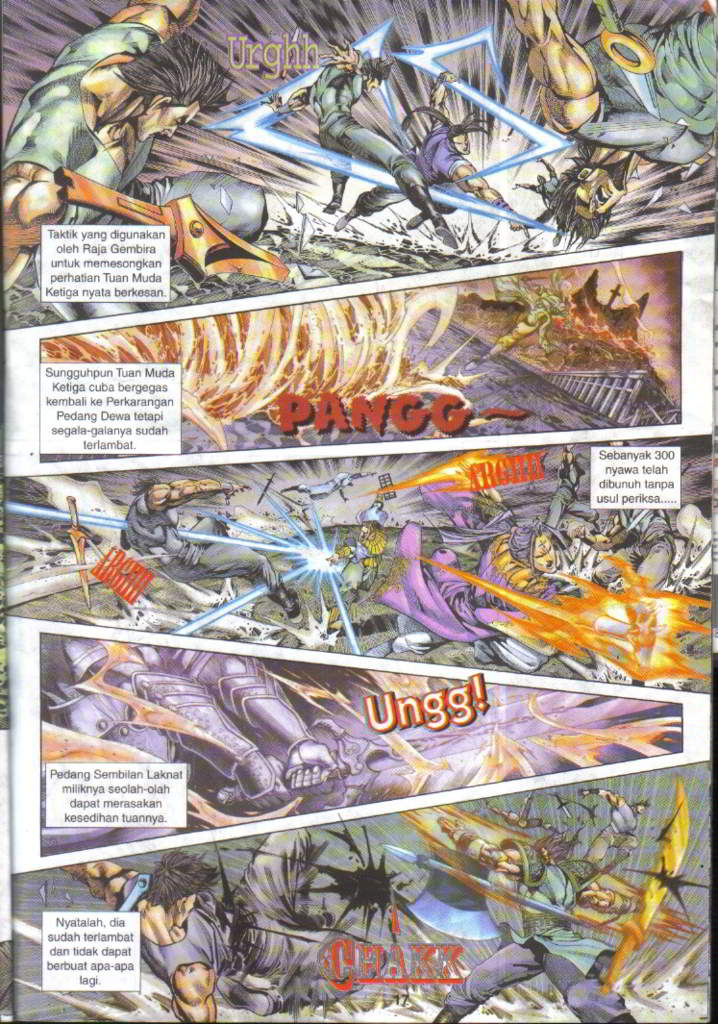 Urghh
Taktik yang digunakan
oleh Raja Gembira
untuk memesongkan
perhatian Tuan Muda
Ketiga nyata berkesan.
Sungguhpun Tuan Muda
Ketiga cuba bergegas
kembali ke Perkarangan
Pedang Dewa tetapi
segala-galanya sudah
terlambat.
PANGG~
Sebanyak 300
nyawa telah
dibunuh tanpa
usul periksa.....
ARGHH
ARGHH
Ungg!
Pedang Sembilan Laknat
miliknya seolah-olah
dapat merasakan
kesedihan tuannya.
Nyatalah, dia
sudah terlambat
dan tidak dapat
berbuat apa-apa
lagi.
CHAKK
17